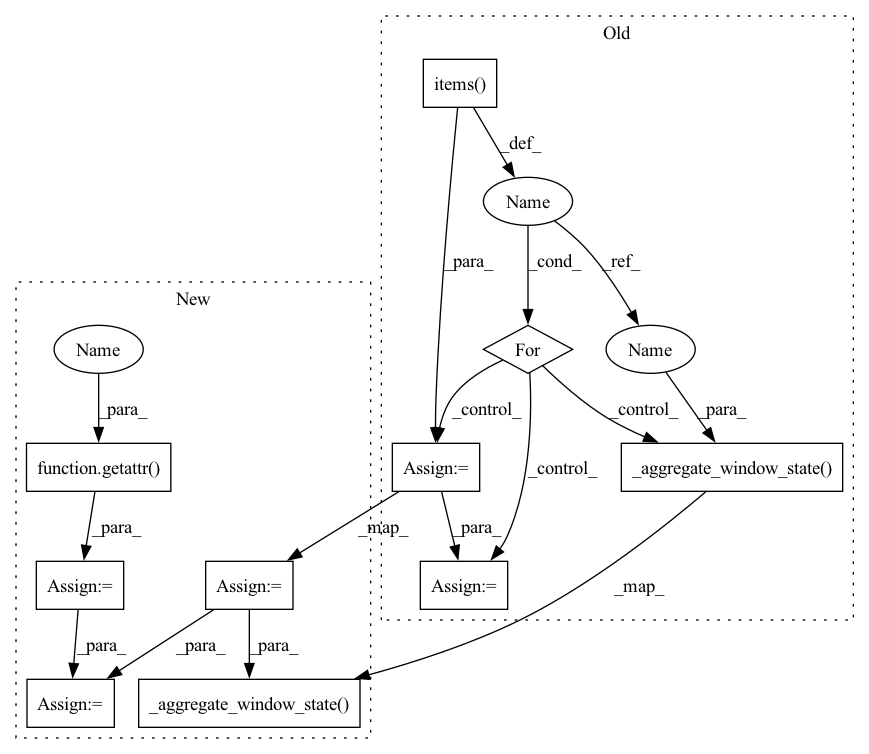 Old
items()
_def_
Name
_para_
_cond_
_ref_
New
Name
For
Name
_para_
_control_
_control_
_para_
function.getattr()
Assign:=
_control_
_aggregate_window_state()
_para_
_map_
_para_
Assign:=
Assign:=
Assign:=
_map_
_para_
_para_
_para_
Assign:=
_aggregate_window_state()